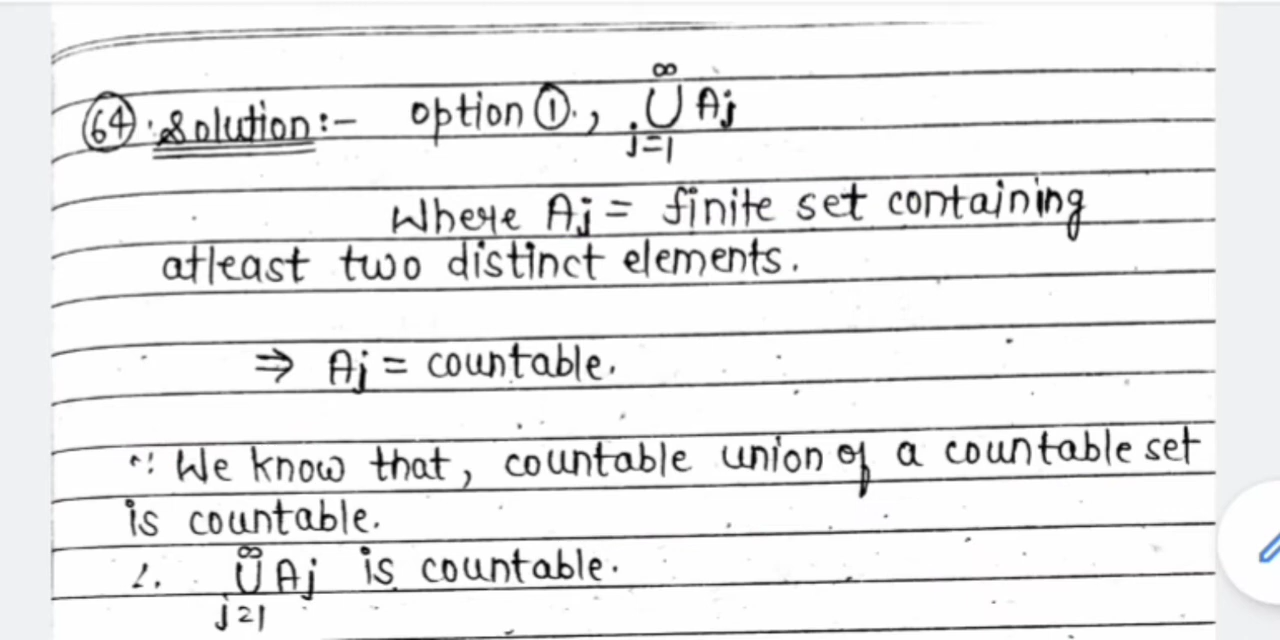 64. Solution:- option ①., ∞⋃j=1 Aj
Where Aj = finite set containing
atleast two distinct elements.
⇒ Aj = countable.
∵ We know that, countable union of a countable set
is countable.
∴ ∞⋃j=1 Aj is countable.